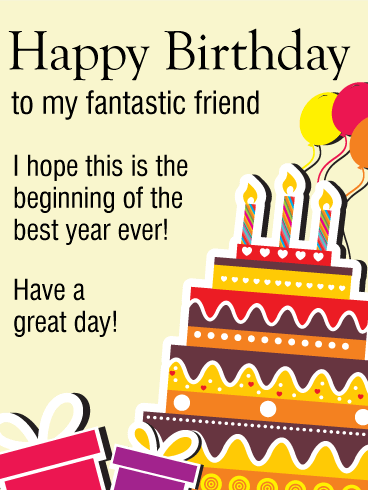 Happy Birthday
to my fantastic friend
I hope this is the
beginning of the
best year ever!
Have a
great day!